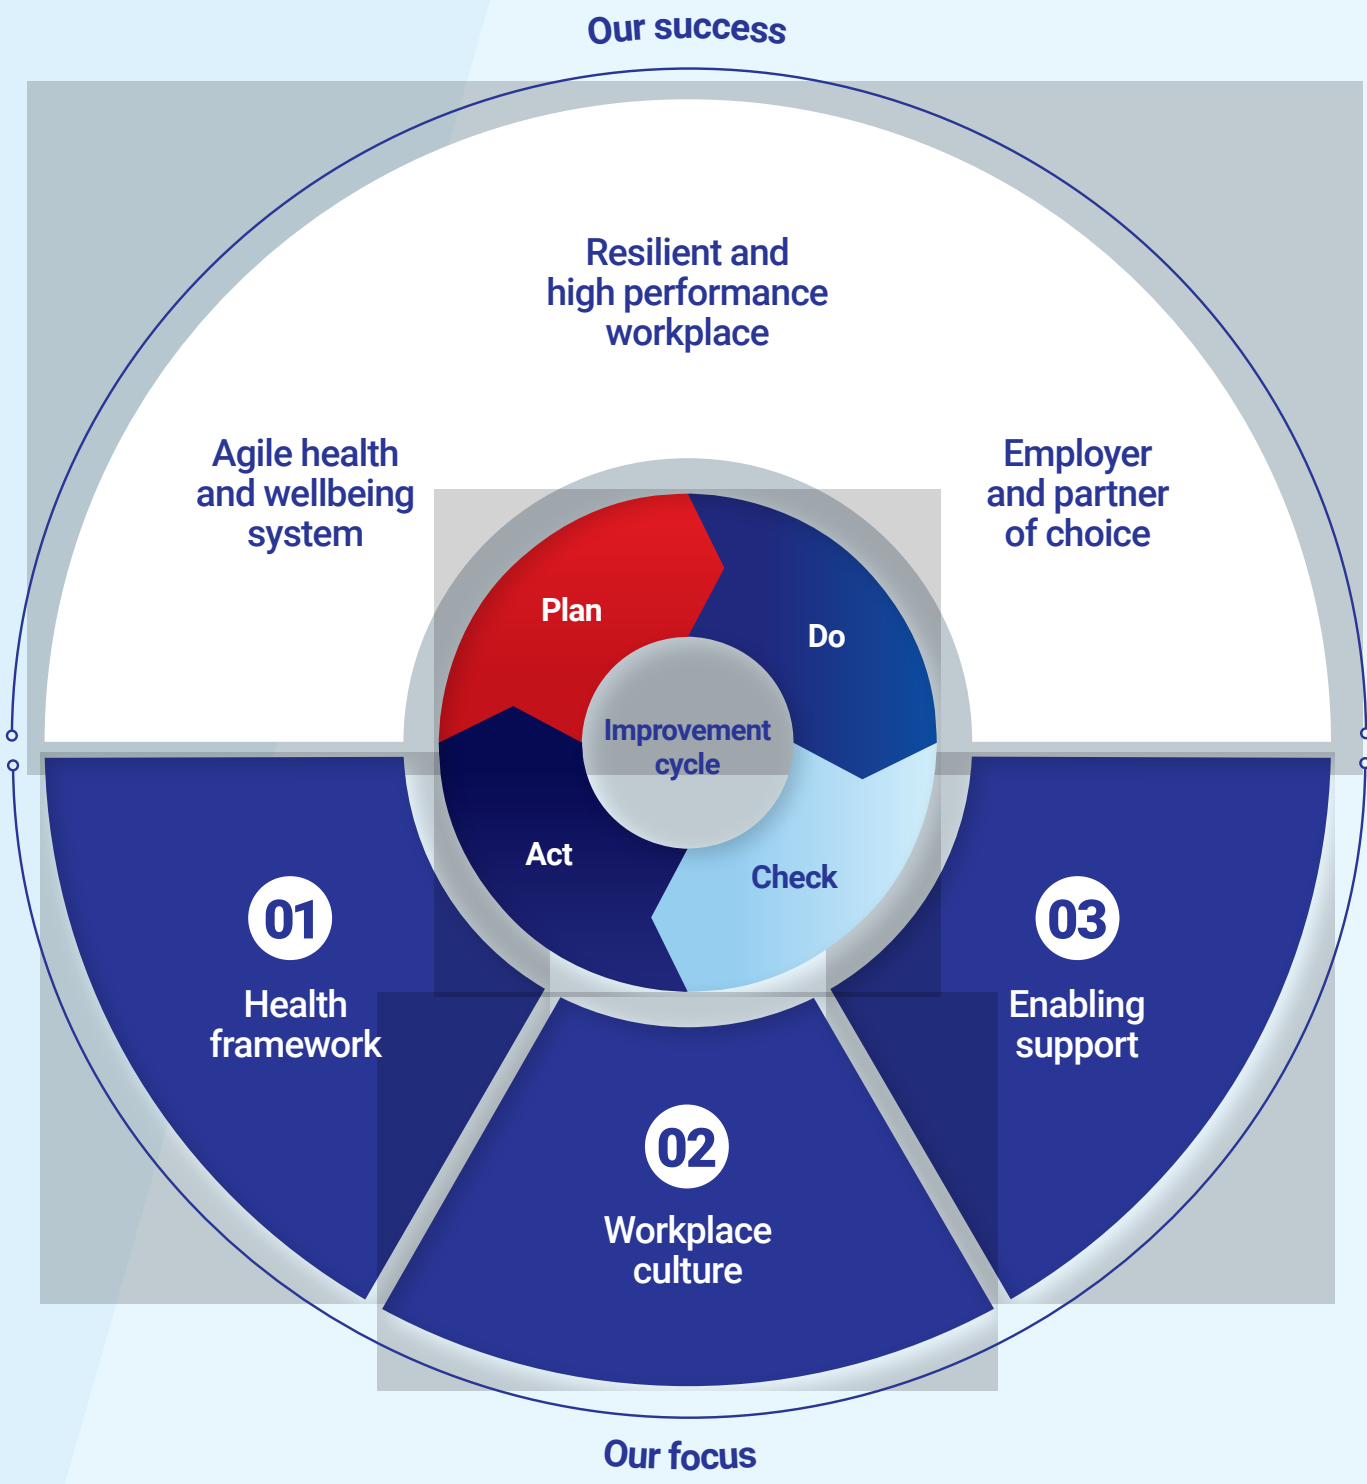 Our success
Resilient and
high performance
workplace
Agile health
and wellbeing
system
Employer
and partner
of choice
Plan
Do
Improvement
cycle
Act
Check
01
Health
framework
02
Workplace
culture
03
Enabling
support
Our focus